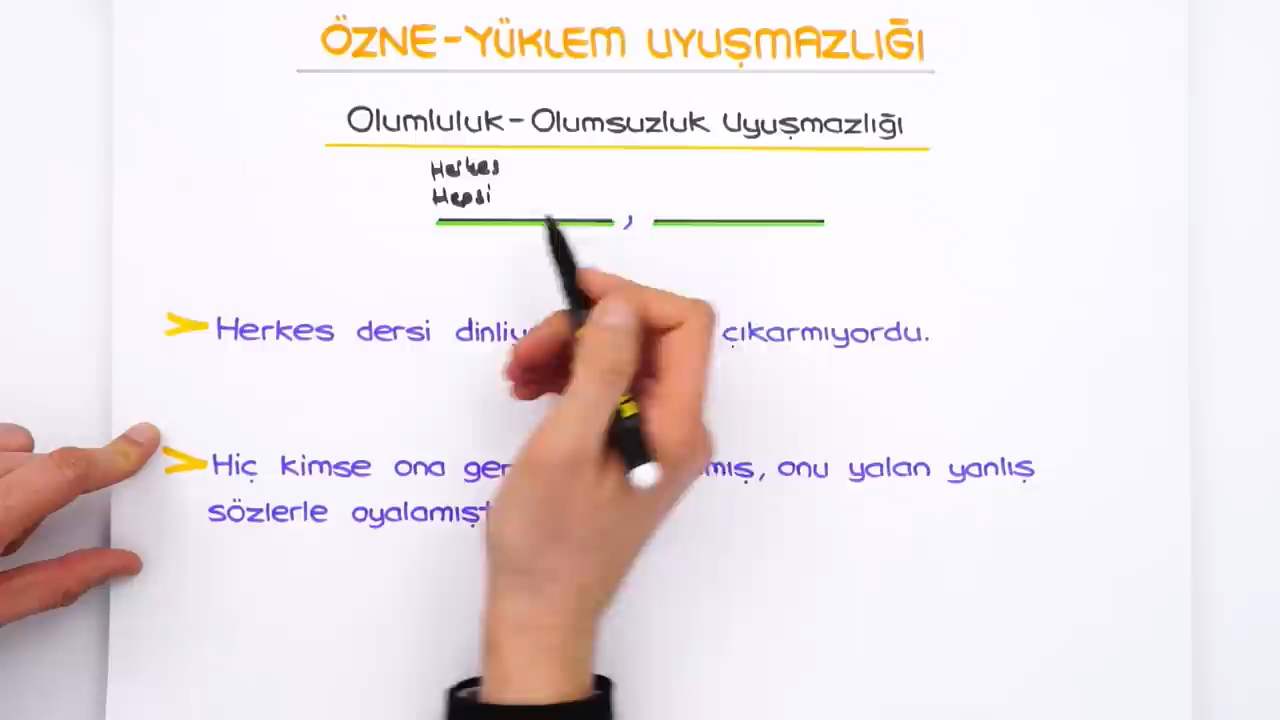 ÖZNE-YÜKLEM UYUŞMAZLIĞI
Olumluluk-Olumsuzluk Uyuşmazlığı
Herkes
Hepsi
,
> Herkes dersi çıkarmıyordu.
> Hiç kimse ona onu yalan yanlış
sözlerle